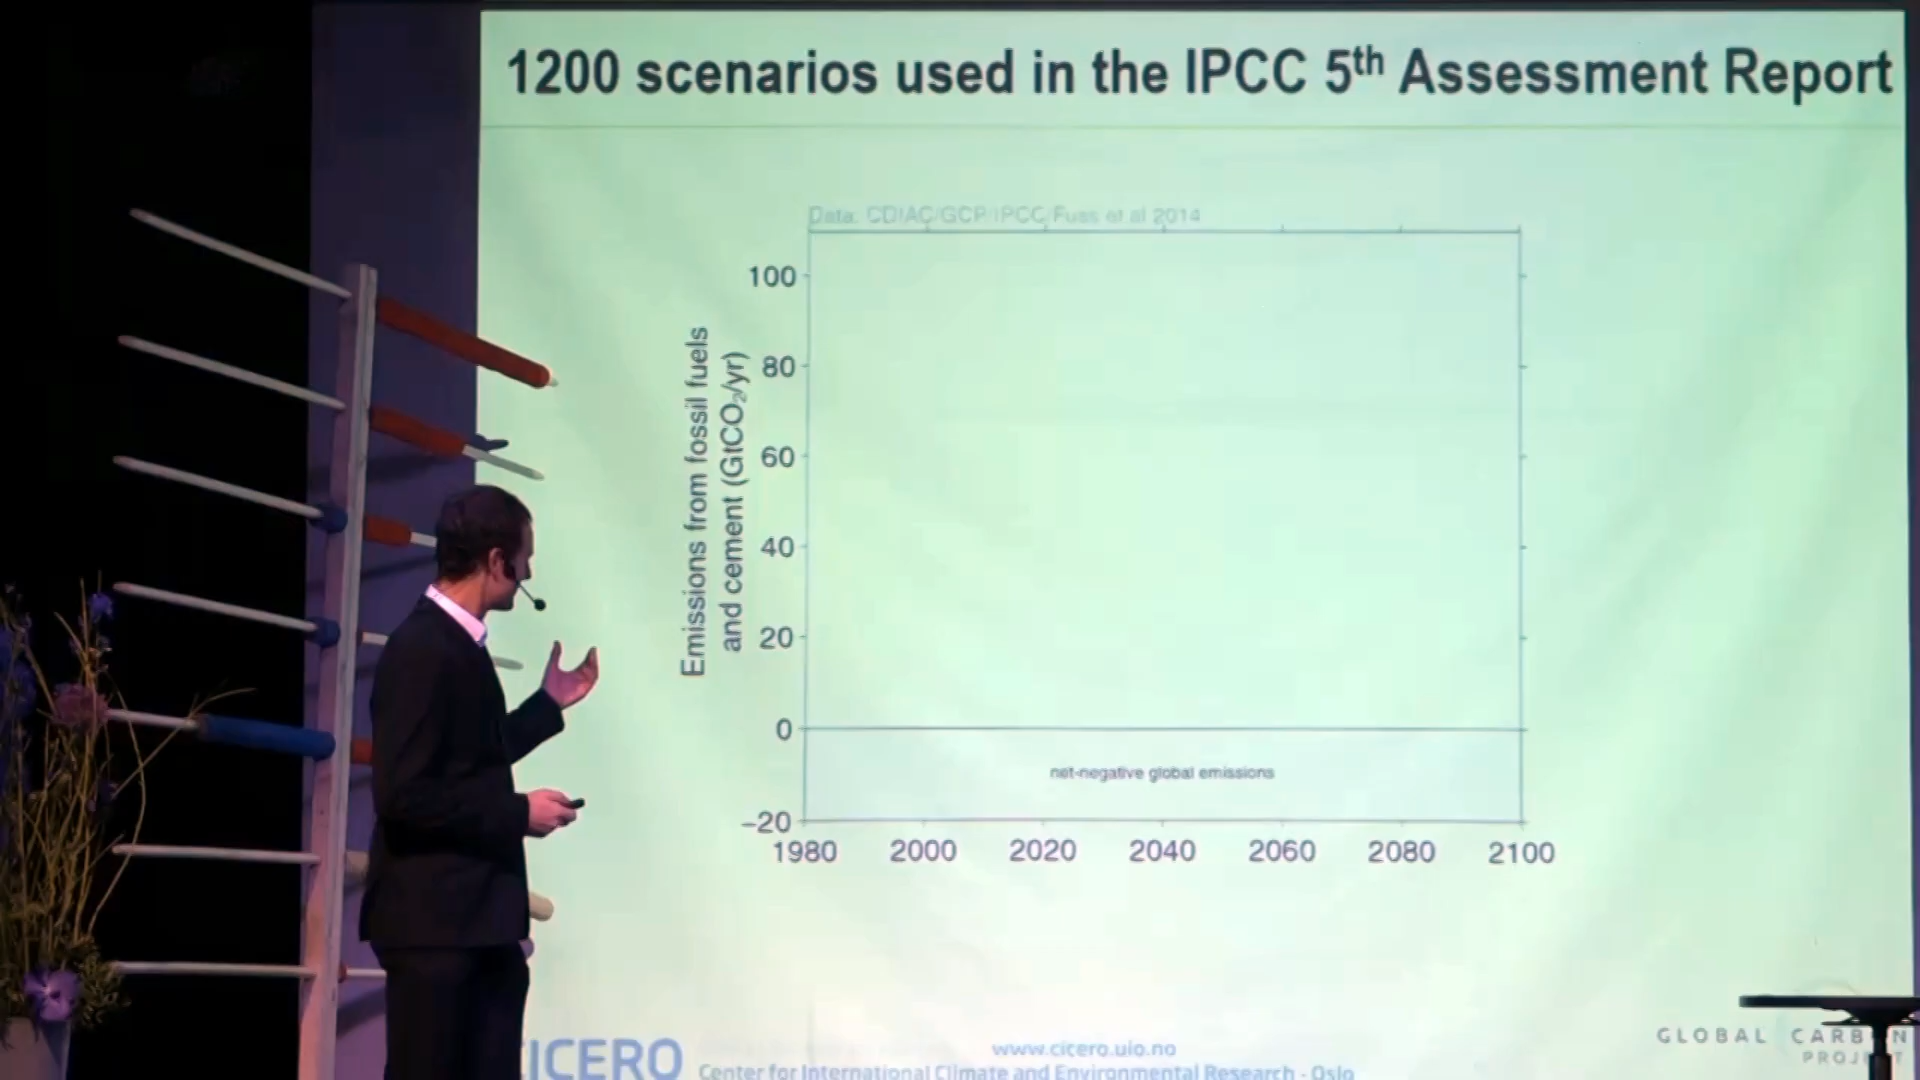 1200 scenarios used in the IPCC 5th Assessment Report
Data: CDIAC/GCP/IPCC/Fuss et al 2014
Emissions from fossil fuels
and cement (GtCO₂/yr)
100
80
60
40
20
0
−20
net-negative global emissions
1980 2000 2020 2040 2060 2080 2100
CICERO
www.cicero.uio.no
Center for International Climate and Environmental Research - Oslo
GLOBAL